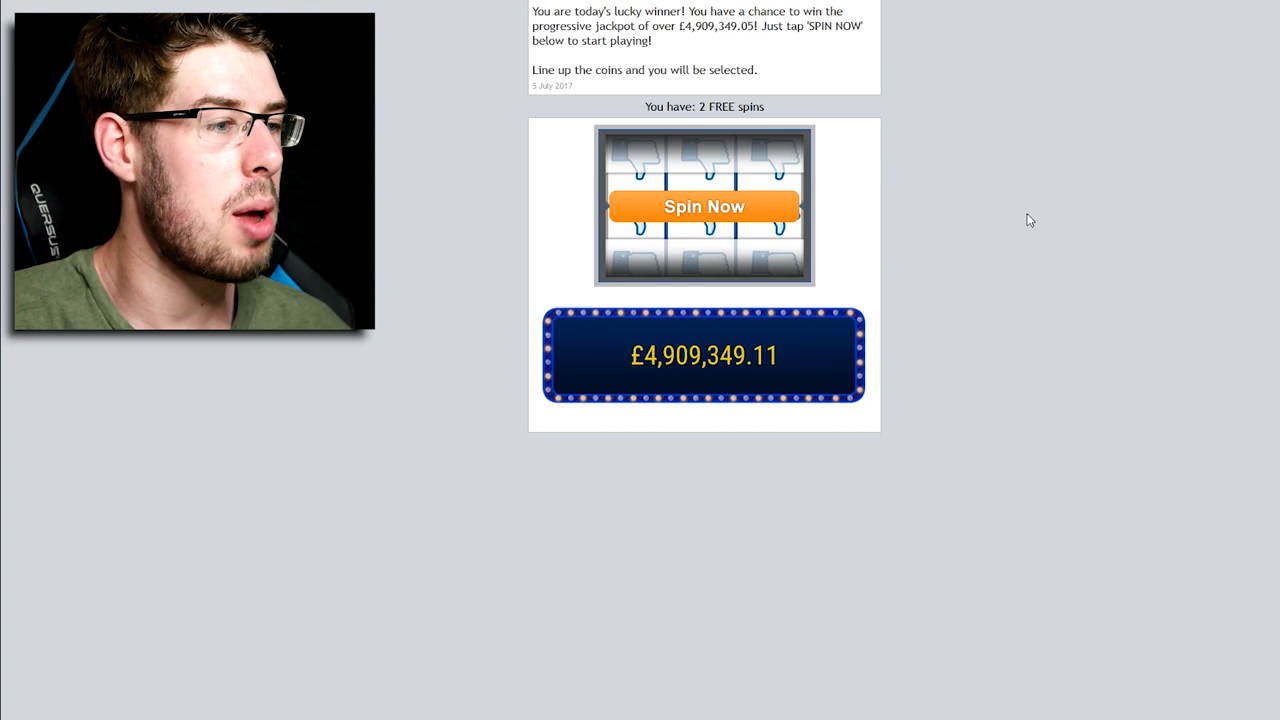 You are today's lucky winner! You have a chance to win the
progressive jackpot of over £4,909,349.05! Just tap 'SPIN NOW'
below to start playing!
Line up the coins and you will be selected.
5 July 2017
You have: 2 FREE spins
QUERSUS
Spin Now
£4,909,349.11